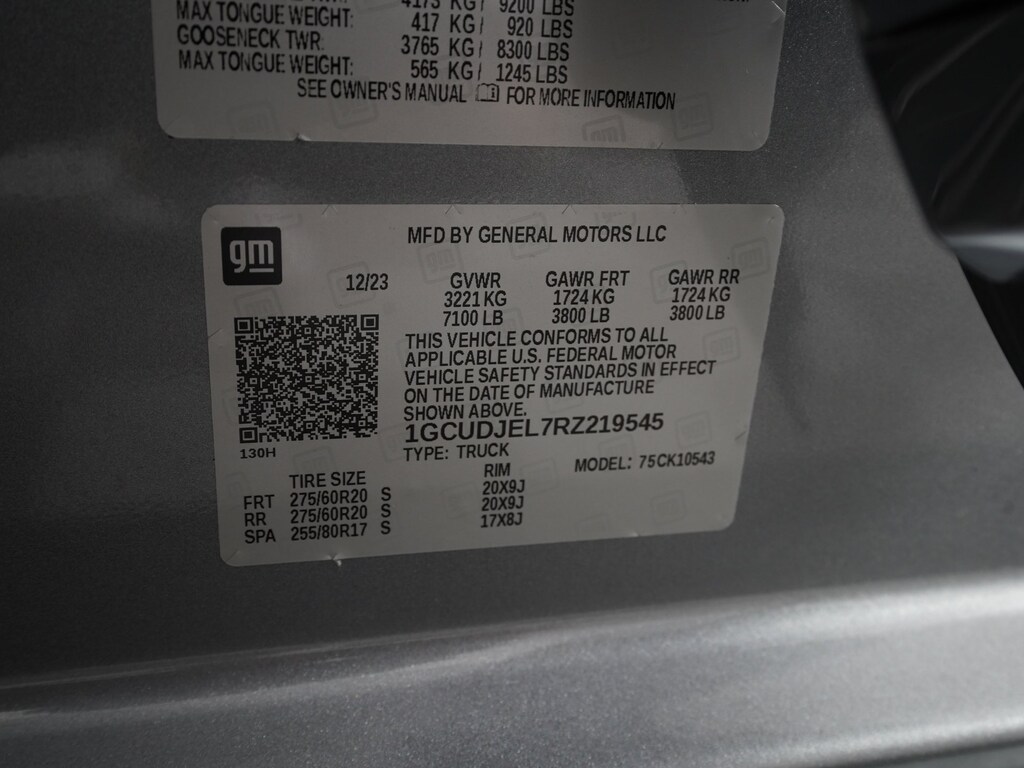 4173 KG/ 9200 LBS
MAX TONGUE WEIGHT: 417 KG/ 920 LBS
GOOSENECK TWR: 3765 KG/ 8300 LBS
MAX TONGUE WEIGHT: 565 KG/ 1245 LBS
SEE OWNER'S MANUAL FOR MORE INFORMATION
gm
MFD BY GENERAL MOTORS LLC
12/23 GVWR GAWR FRT GAWR RR
3221 KG 1724 KG 1724 KG
7100 LB 3800 LB 3800 LB
THIS VEHICLE CONFORMS TO ALL
APPLICABLE U.S. FEDERAL MOTOR
VEHICLE SAFETY STANDARDS IN EFFECT
ON THE DATE OF MANUFACTURE
SHOWN ABOVE.
1GCUDJEL7RZ219545
130H
TYPE: TRUCK
MODEL: 75CK10543
TIRE SIZE RIM
FRT 275/60R20 S 20X9J
RR 275/60R20 S 20X9J
SPA 255/80R17 S 17X8J